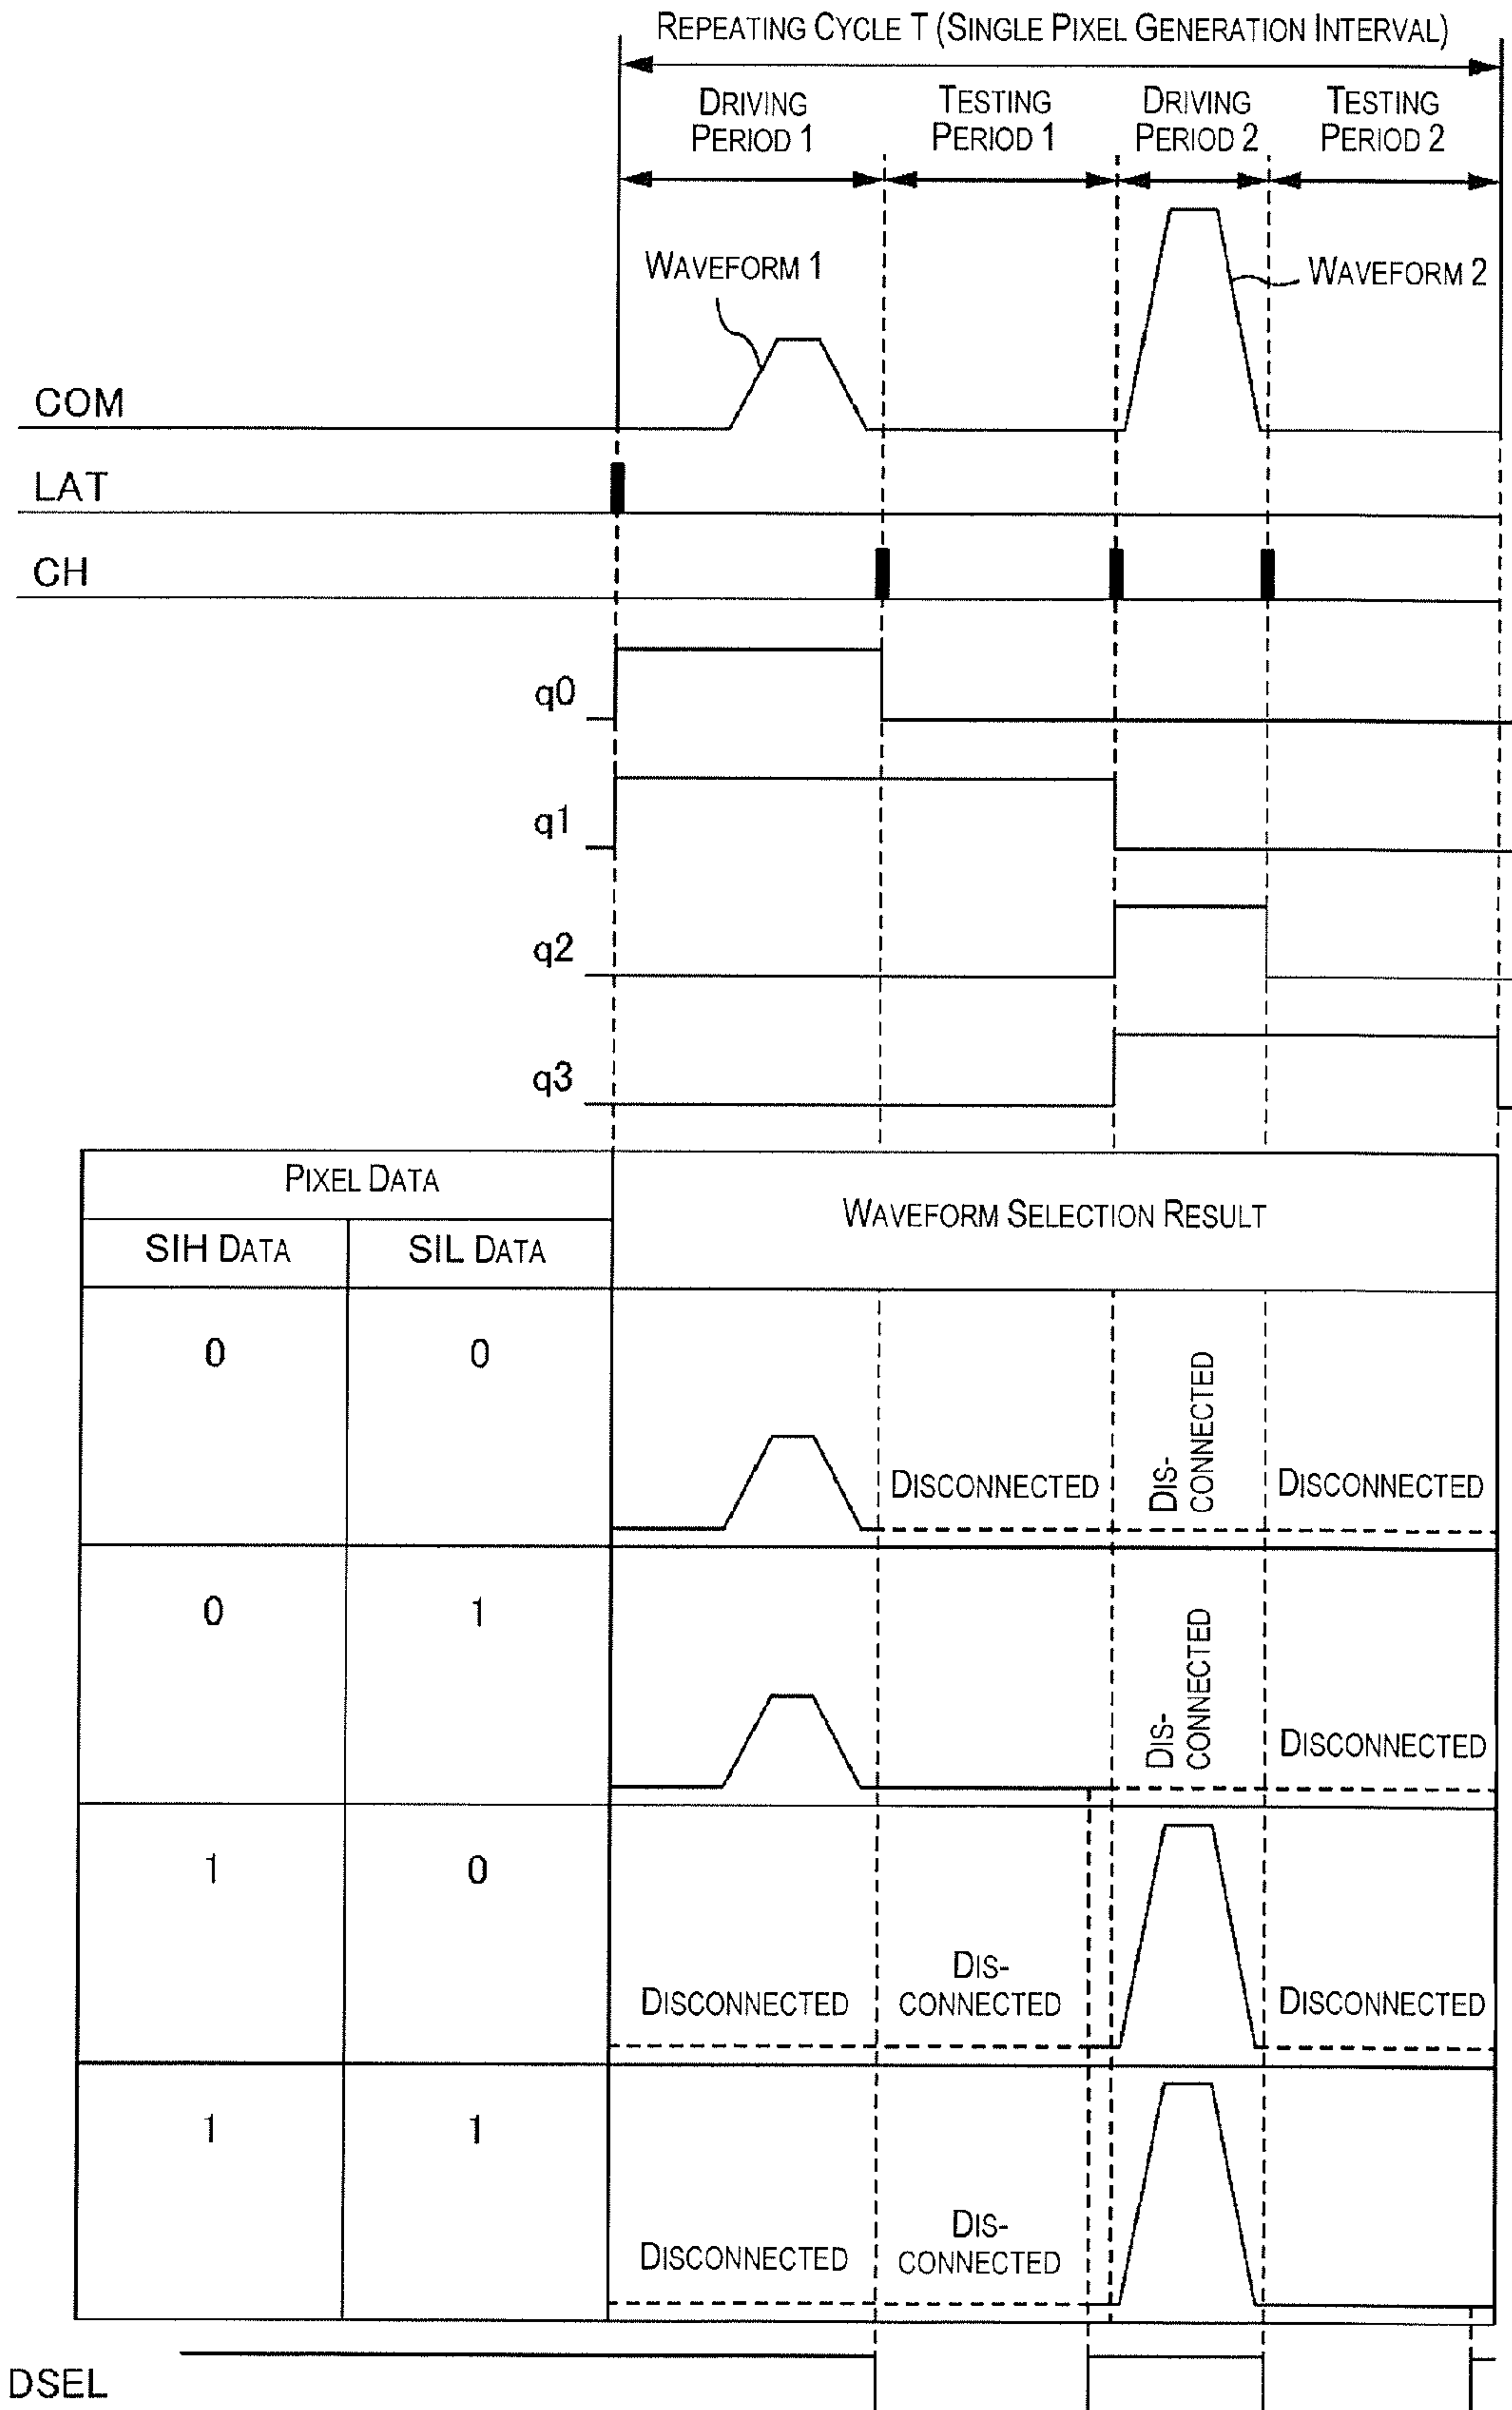 REPEATING CYCLE T (SINGLE PIXEL GENERATION INTERVAL)
DRIVING PERIOD 1
TESTING PERIOD 1
DRIVING PERIOD 2
TESTING PERIOD 2
WAVEFORM 1
WAVEFORM 2
COM
LAT
CH
q0
q1
q2
q3
PIXEL DATA
WAVEFORM SELECTION RESULT
SIH DATA
SIL DATA
0
0
DISCONNECTED
DIS-
CONNECTED
DISCONNECTED
0
1
DIS-
CONNECTED
DISCONNECTED
1
0
DISCONNECTED
DIS-
CONNECTED
DISCONNECTED
1
1
DISCONNECTED
DIS-
CONNECTED
DSEL